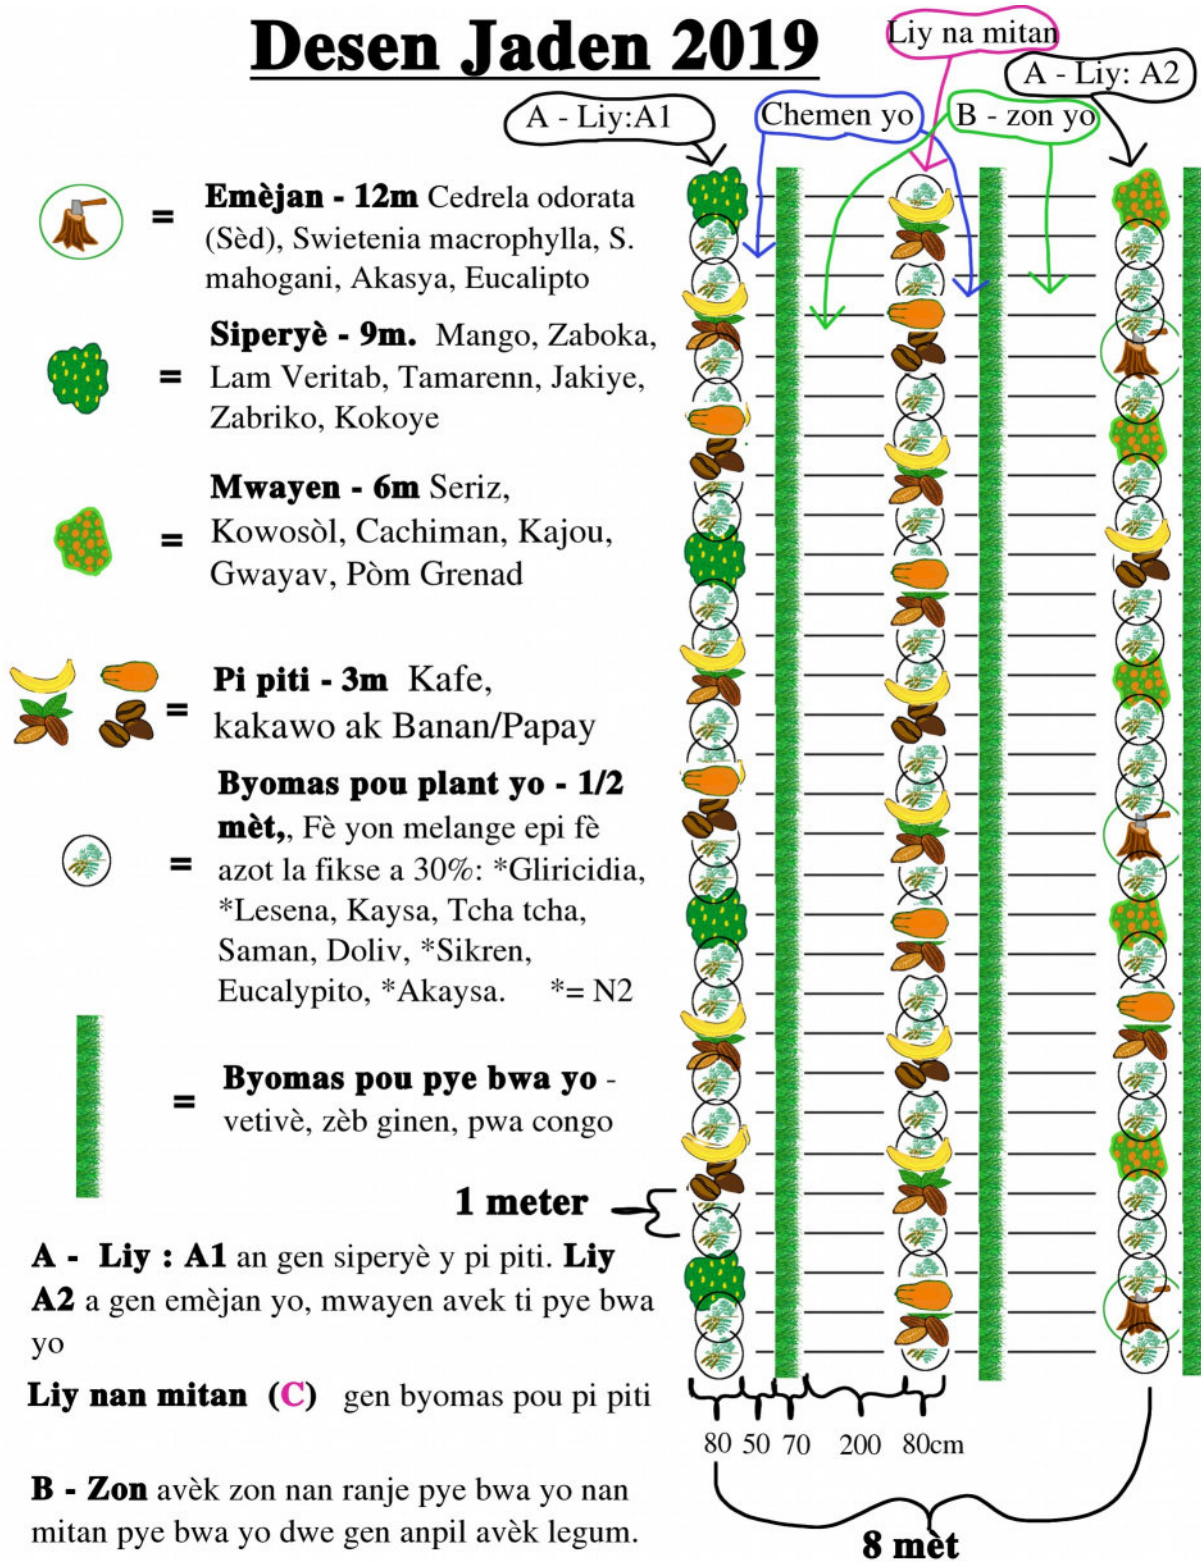 Desen Jaden 2019
Liy na mitan
A - Liy: A2
A - Liy:A1
Chemen yo
B - zon yo
= Emèjan - 12m Cedrela odorata
(Sèd), Swietenia macrophylla, S.
mahogani, Akasya, Eucalipto
= Siperyè - 9m. Mango, Zaboka,
Lam Veritab, Tamarenn, Jakiye,
Zabriko, Kokoye
= Mwayen - 6m Seriz,
Kowosòl, Cachiman, Kajou,
Gwayav, Pòm Grenad
= Pi piti - 3m Kafe,
kakawo ak Banan/Papay
= Byomas pou plant yo - 1/2
mèt,, Fè yon melange epi fè
azot la fikse a 30%: *Gliricidia,
*Lesena, Kaysa, Tcha tcha,
Saman, Doliv, *Sikren,
Eucalypito, *Akaysa. *= N2
= Byomas pou pye bwa yo -
vetivè, zèb ginen, pwa congo
1 meter
A - Liy : A1 an gen siperyè y pi piti. Liy
A2 a gen emèjan yo, mwayen avek ti pye bwa
yo
Liy nan mitan (C) gen byomas pou pi piti
B - Zon avèk zon nan ranje pye bwa yo nan
mitan pye bwa yo dwe gen anpil avèk legum.
80 50 70 200 80cm
8 mèt